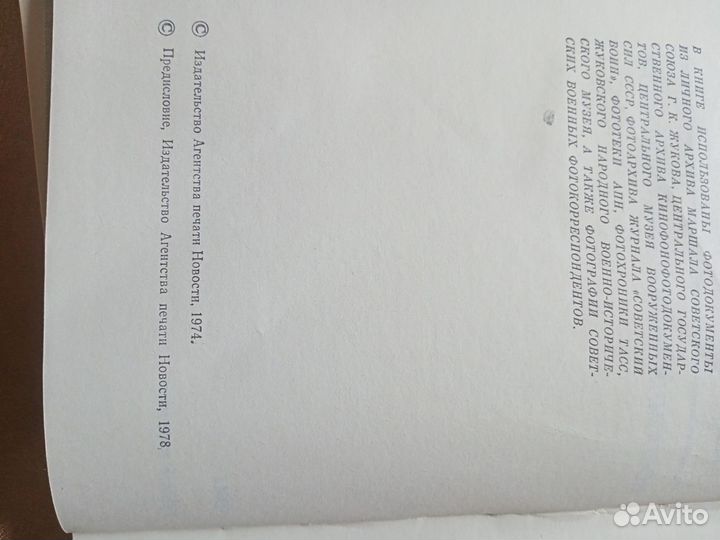 В КНИГЕ ИСПОЛЬЗОВАНЫ ФОТОДОКУМЕНТЫ
ИЗ ЛИЧНОГО АРХИВА МАРШАЛА СОВЕТСКОГО
СОЮЗА Г. К. ЖУКОВА, ЦЕНТРАЛЬНОГО ГОСУДАР-
СТВЕННОГО АРХИВА КИНОФОНОФОТОДОКУМЕН-
ТОВ, ЦЕНТРАЛЬНОГО МУЗЕЯ ВООРУЖЕННЫХ
СИЛ СССР, ФОТОАРХИВА ЖУРНАЛА «СОВЕТСКИЙ
ВОИН», ФОТОТЕКИ АПН, ФОТОХРОНИКИ ТАСС,
ЖУКОВСКОГО НАРОДНОГО ВОЕННО-ИСТОРИЧЕ-
СКОГО МУЗЕЯ, А ТАКЖЕ ФОТОГРАФИИ СОВЕТ-
СКИХ ВОЕННЫХ ФОТОКОРРЕСПОНДЕНТОВ.
© Издательство Агентства печати Новости, 1974.
© Предисловие, Издательство Агентства печати Новости, 1978
Avito